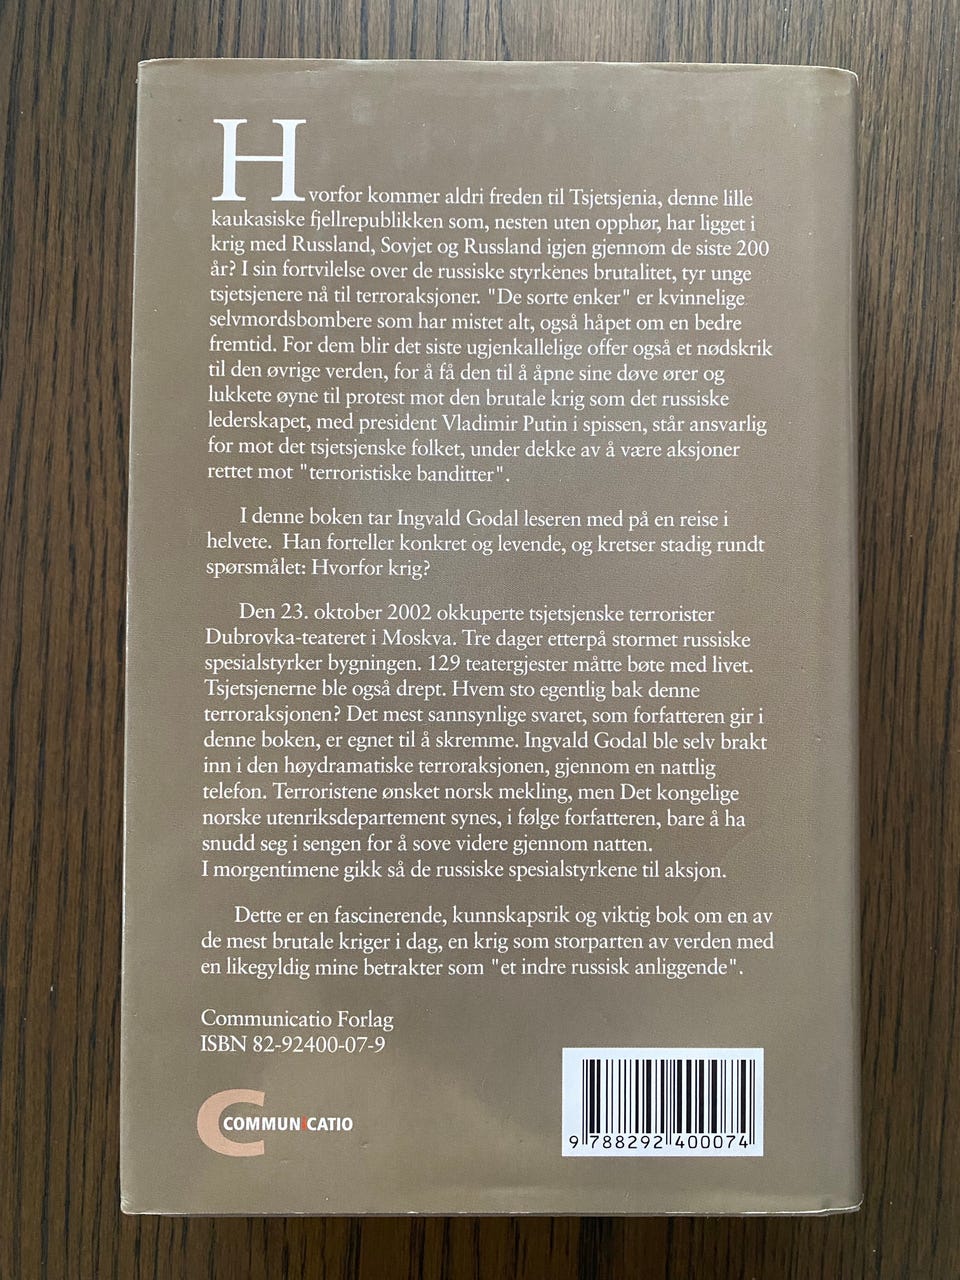 Hvorfor kommer aldri freden til Tsjetsjenia, denne lille
kaukasiske fjellrepublikken som, nesten uten opphør, har ligget i
krig med Russland, Sovjet og Russland igjen gjennom de siste 200
år? I sin fortvilelse over de russiske styrkenes brutalitet, tyr unge
tsjetsjenere nå til terroraksjoner. "De sorte enker" er kvinnelige
selvmordsbombere som har mistet alt, også håpet om en bedre
fremtid. For dem blir det siste ugjenkallelige offer også et nødskrik
til den øvrige verden, for å få den til å åpne sine døve ører og
lukkete øyne til protest mot den brutale krig som det russiske
lederskapet, med president Vladimir Putin i spissen, står ansvarlig
for mot det tsjetsjenske folket, under dekke av å være aksjoner
rettet mot "terroristiske banditter".
I denne boken tar Ingvald Godal leseren med på en reise i
helvete. Han forteller konkret og levende, og kretser stadig rundt
spørsmålet: Hvorfor krig?
Den 23. oktober 2002 okkuperte tsjetsjenske terrorister
Dubrovka-teateret i Moskva. Tre dager etterpå stormet russiske
spesialstyrker bygningen. 129 teatergjester måtte bøte med livet.
Tsjetsjenerne ble også drept. Hvem sto egentlig bak denne
terroraksjonen? Det mest sannsynlige svaret, som forfatteren gir i
denne boken, er egnet til å skremme. Ingvald Godal ble selv brakt
inn i den høydramatiske terroraksjonen, gjennom en nattlig
telefon. Terroristene ønsket norsk mekling, men Det kongelige
norske utenriksdepartement synes, i følge forfatteren, bare å ha
snudd seg i sengen for å sove videre gjennom natten.
I morgentimene gikk så de russiske spesialstyrkene til aksjon.
Dette er en fascinerende, kunnskapsrik og viktig bok om en av
de mest brutale kriger i dag, en krig som storparten av verden med
en likegyldig mine betrakter som "et indre russisk anliggende".
Communicatio Forlag
ISBN 82-92400-07-9
COMMUNICATIO
9 788292 400074